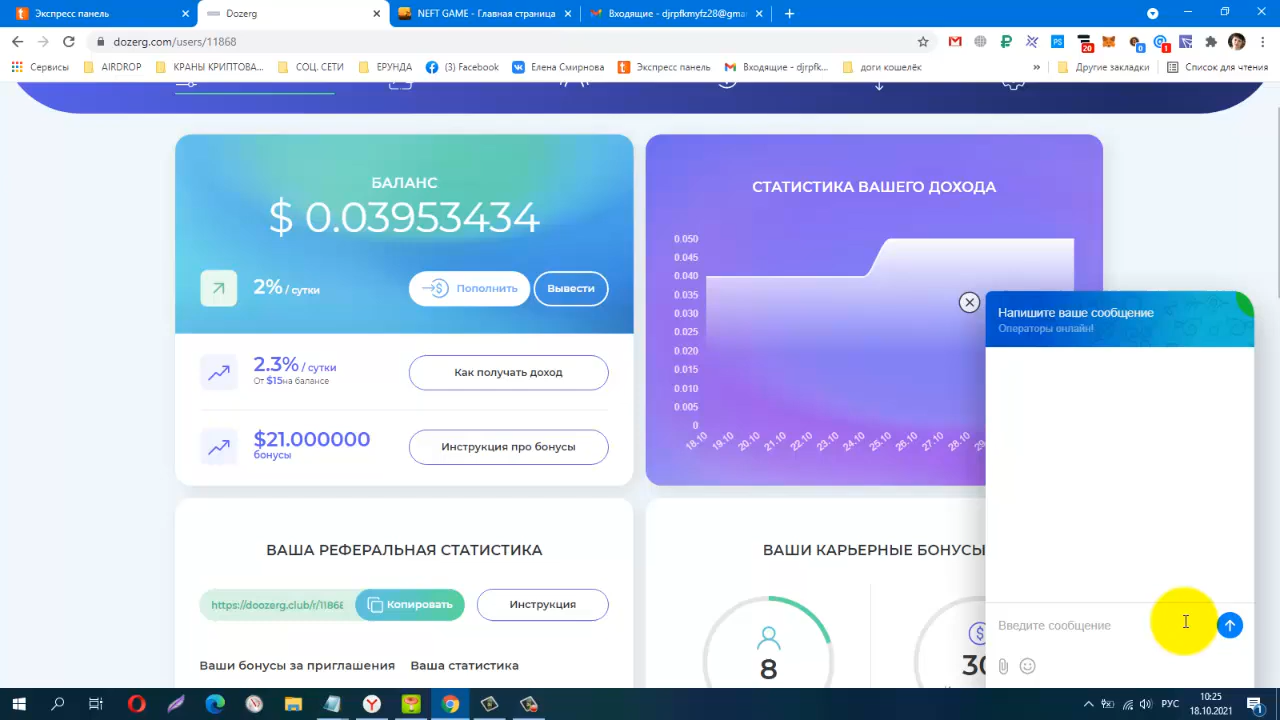 Экспресс панель
Dozerg
NEFT GAME - Главная страница
Входящие - djrpfkmyfz28@gma
dozerg.com/users/11868
20
0
1
Сервисы
AIRDROP
КРАНЫ КРИПТОВА...
СОЦ. СЕТИ
ЕРУНДА
(3) Facebook
Елена Смирнова
Экспресс панель
Входящие - djrpfk...
доги кошелёк
»
Другие закладки
Список для чтения
БАЛАНС
$ 0.03953434
2% / сутки
Пополнить
Вывести
2.3% / сутки
От $15на балансе
Как получать доход
$21.000000
бонусы
Инструкция про бонусы
СТАТИСТИКА ВАШЕГО ДОХОДА
0.050
0.045
0.040
0.035
0.030
0.025
0.020
0.015
0.010
0.005
0
18.10 19.10 20.10 21.10 22.10 23.10 24.10 25.10 26.10 27.10 28.10
Напишите ваше сообщение
Операторы онлайн!
Введите сообщение
ВАША РЕФЕРАЛЬНАЯ СТАТИСТИКА
https://doozerg.club/r/11868
Копировать
Инструкция
Ваши бонусы за приглашения
Ваша статистика
ВАШИ КАРЬЕРНЫЕ БОНУСЫ
8
30
РУС
10:25
18.10.2021
1